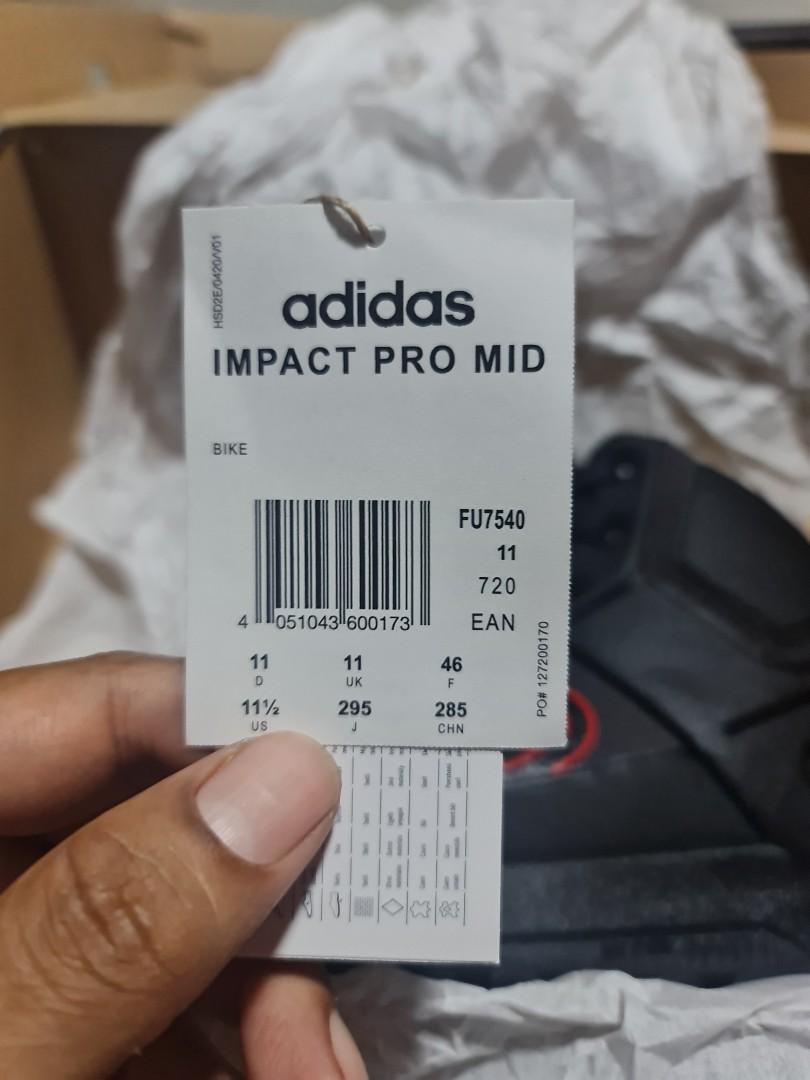 HSD2E/0420/V01
adidas
IMPACT PRO MID
BIKE
FU7540
11
720
EAN
4 051043 600173
PO# 127200170
11 11 46
D UK F
11½ 295 285
US J CHN